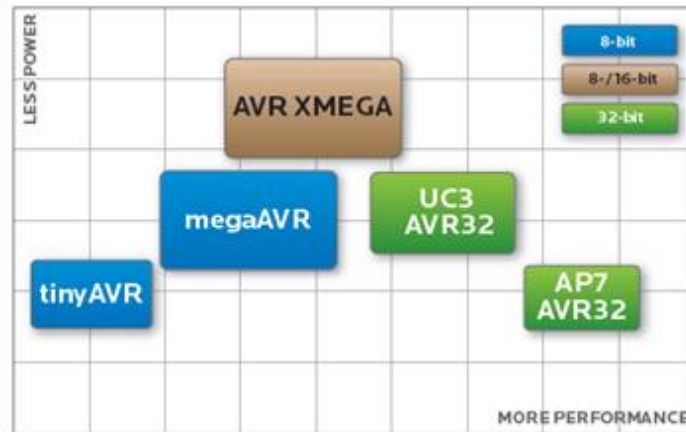 LESS POWER
8-bit
8-/16-bit
32-bit
AVR XMEGA
megaAVR
UC3
AVR32
tinyAVR
AP7
AVR32
MORE PERFORMANCE